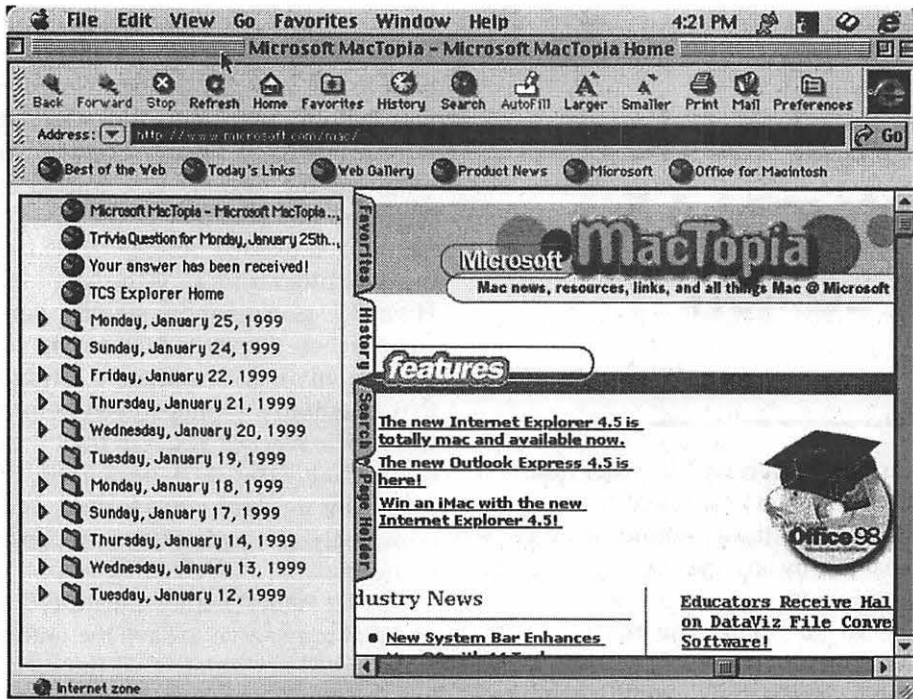 File Edit View Go Favorites Window Help 4:21 PM
Microsoft MacTopia - Microsoft MacTopia Home
Back Forward Stop Refresh Home Favorites History Search AutoFill Larger Smaller Print Mail Preferences
Address: http://www.microsoft.com/mac/ Go
Best of the Web Today's Links Web Gallery Product News Microsoft Office for Macintosh
Microsoft MacTopia - Microsoft MacTopia ...
Trivia Question for Monday, January 25th...
Your answer has been received!
TCS Explorer Home
Monday, January 25, 1999
Sunday, January 24, 1999
Friday, January 22, 1999
Thursday, January 21, 1999
Wednesday, January 20, 1999
Tuesday, January 19, 1999
Monday, January 18, 1999
Sunday, January 17, 1999
Thursday, January 14, 1999
Wednesday, January 13, 1999
Tuesday, January 12, 1999
Favorites
History
Search
Page Holder
Microsoft MacTopia
Mac news, resources, links, and all things Mac @ Microsoft
features
The new Internet Explorer 4.5 is
totally mac and available now.
The new Outlook Express 4.5 is
here!
Win an iMac with the new
Internet Explorer 4.5!
Office 98
dustry News
New System Bar Enhances
Educators Receive Hal
on DataViz File Conve
Software!
Internet zone